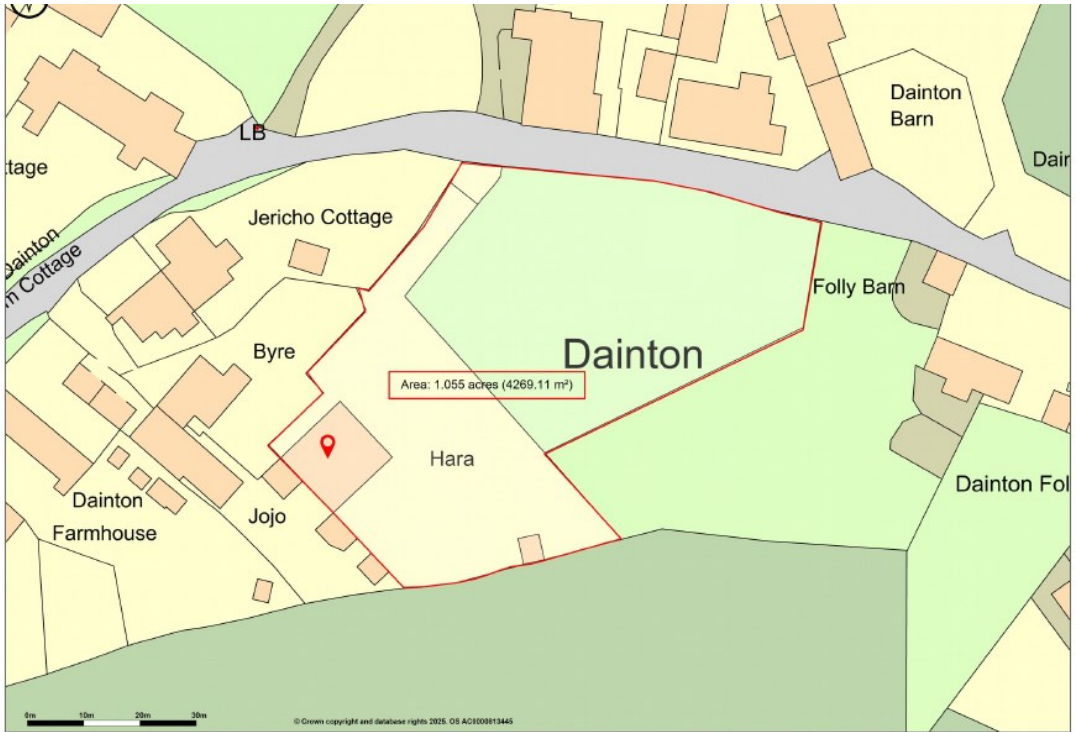 LB
Dainton
Barn
Dair
ttage
Jericho Cottage
Dainton
m Cottage
Folly Barn
Byre
Dainton
Area: 1.055 acres (4269.11 m²)
Hara
Dainton
Farmhouse
Jojo
Dainton Fol
0m 10m 20m 30m
© Crown copyright and database rights 2025. OS AC0000813445